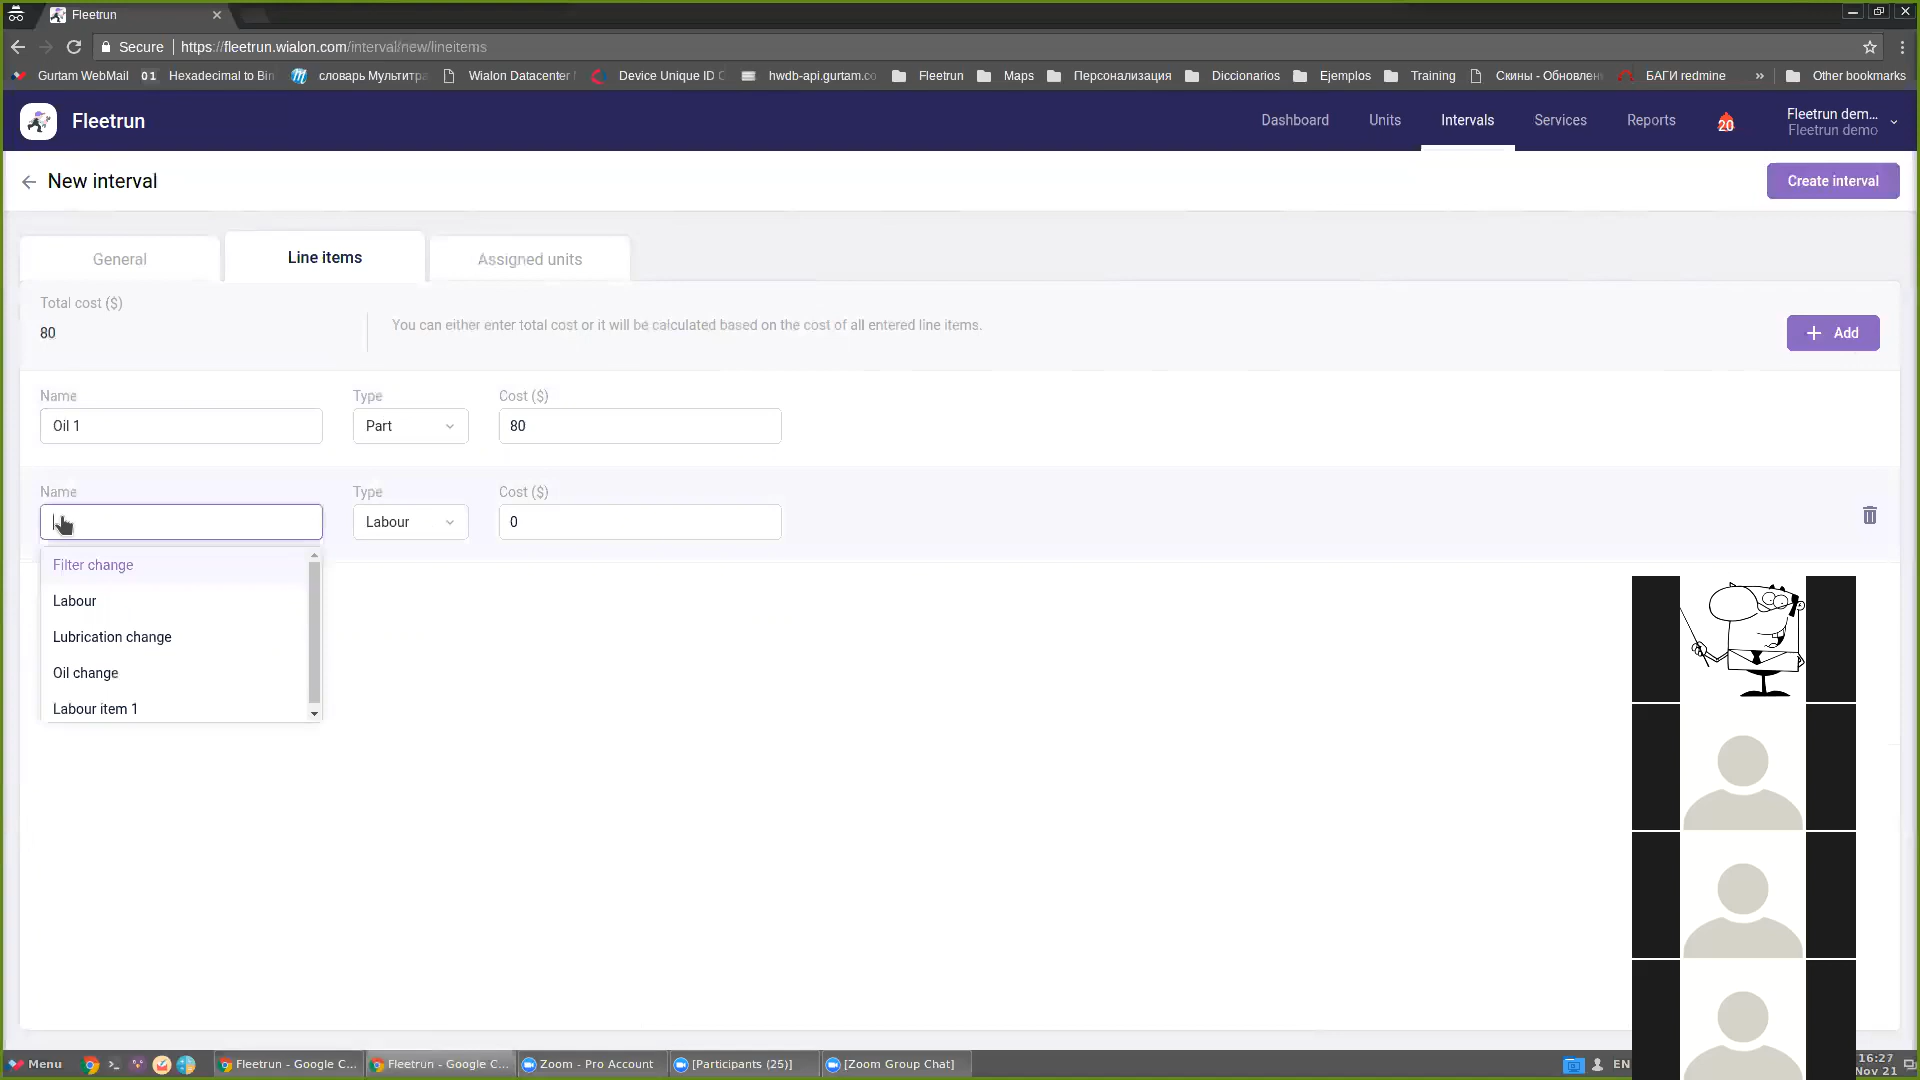 Fleetrun
Secure https://fleetrun.wialon.com/interval/new/lineitems
Gurtam WebMail 01 Hexadecimal to Bin словарь Мультитра Wialon Datacenter Device Unique ID C hwdb-api.gurtam.co Fleetrun Maps Персонализация Diccionarios Ejemplos Training Скины - Обновлен БАГИ redmine » Other bookmarks
Fleetrun Dashboard Units Intervals Services Reports 20 Fleetrun dem...
Fleetrun demo
New interval Create interval
General Line items Assigned units
Total cost ($)
80
You can either enter total cost or it will be calculated based on the cost of all entered line items.
Add
Name Type Cost ($)
Oil 1 Part 80
Name Type Cost ($)
Labour 0
Filter change
Labour
Lubrication change
Oil change
Labour item 1
Menu Fleetrun - Google C... Fleetrun - Google C... Zoom - Pro Account [Participants (25)] [Zoom Group Chat] EN 16:27
Nov 21